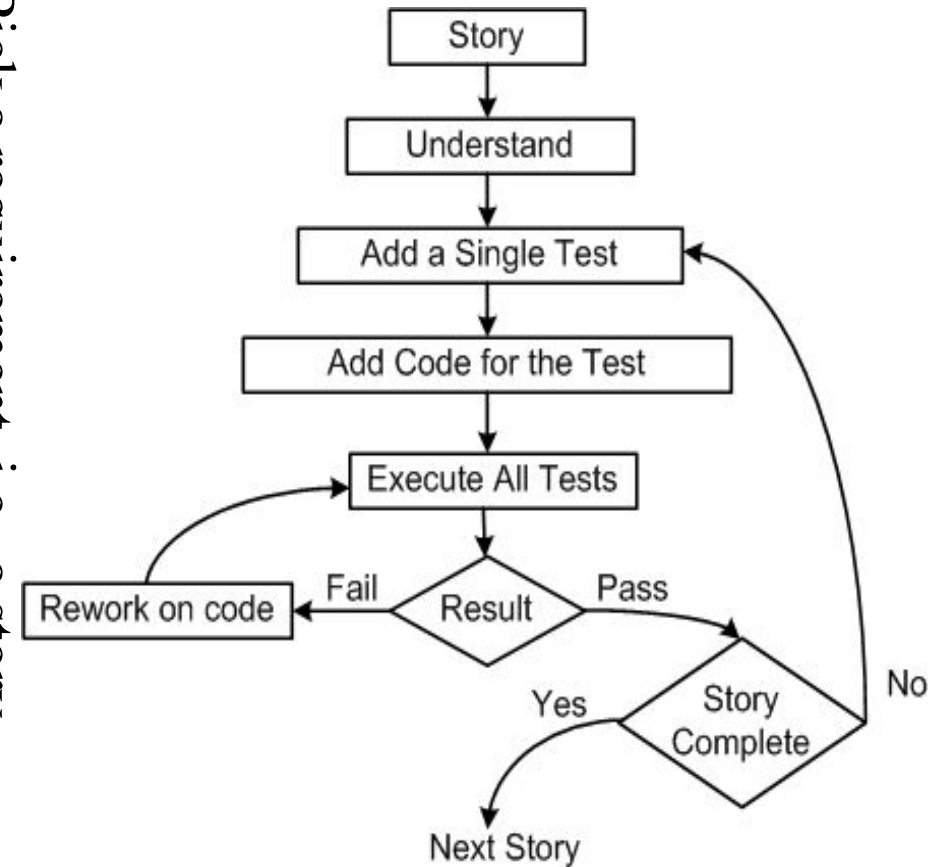 Story
Understand
Add a Single Test
Add Code for the Test
Execute All Tests
Fail
Pass
Rework on code
Result
No
Yes
Story
Complete
Next Story